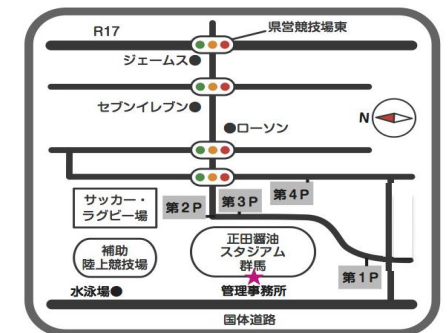 R17
県営競技場東
ジェームス
セブンイレブン
ローソン
N
サッカー・
ラグビー場
第2P
第3P
第4P
補助
陸上競技場
正田醤油
スタジアム
群馬
第1P
水泳場
管理事務所
国体道路